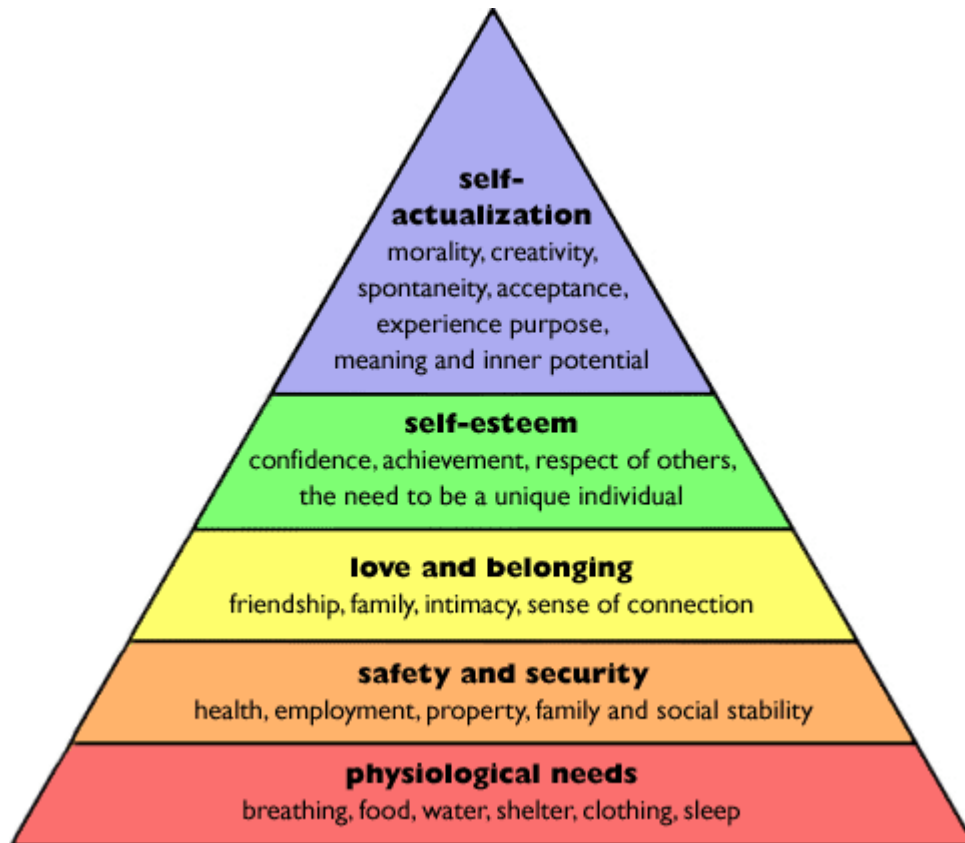 self-
actualization
morality, creativity,
spontaneity, acceptance,
experience purpose,
meaning and inner potential
self-esteem
confidence, achievement, respect of others,
the need to be a unique individual
love and belonging
friendship, family, intimacy, sense of connection
safety and security
health, employment, property, family and social stability
physiological needs
breathing, food, water, shelter, clothing, sleep